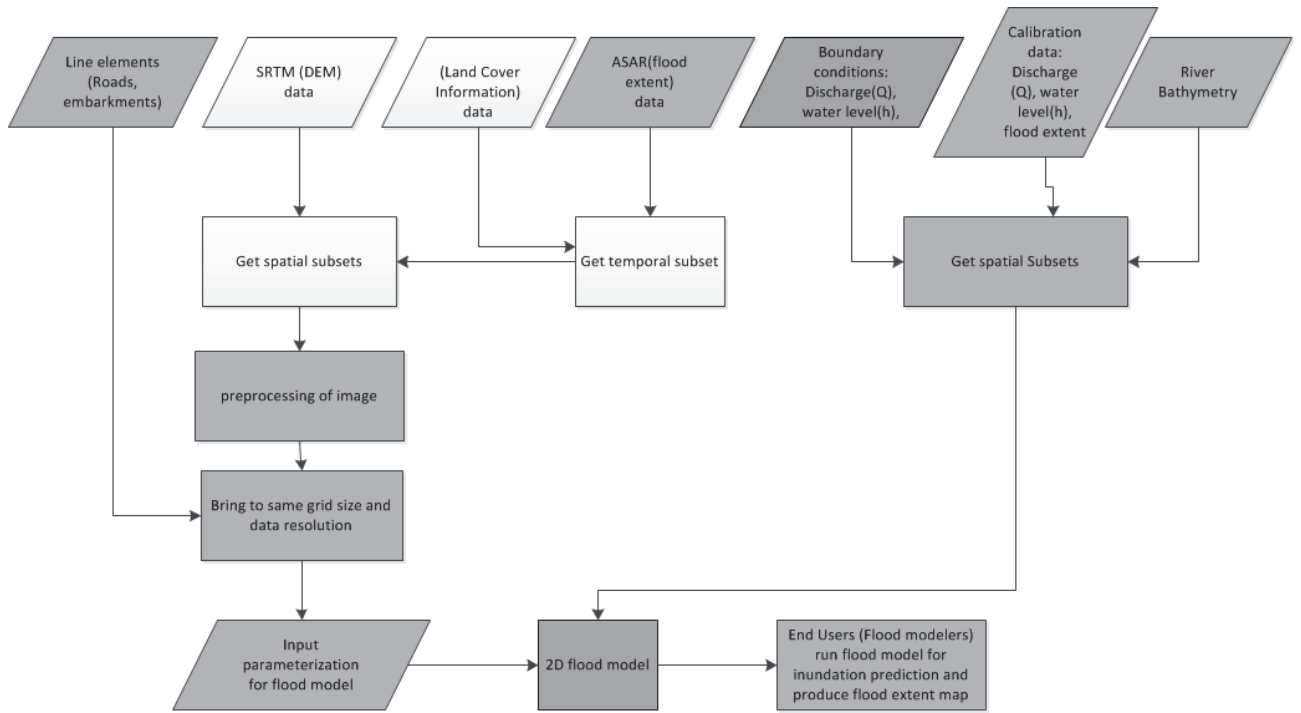 Line elements
(Roads,
embarkments)
SRTM (DEM)
data
(Land Cover
Information)
data
ASAR(flood
extent)
data
Boundary
conditions:
Discharge(Q),
water level(h),
Calibration
data:
Discharge
(Q), water
level(h),
flood extent
River
Bathymetry
Get spatial subsets
Get temporal subset
Get spatial Subsets
preprocessing of image
Bring to same grid size and
data resolution
Input
parameterization
for flood model
2D flood model
End Users (Flood modelers)
run flood model for
inundation prediction and
produce flood extent map